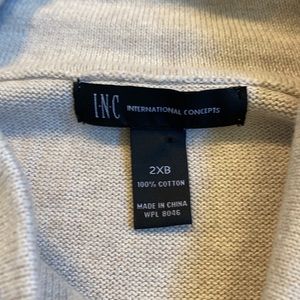 I·N·C INTERNATIONAL CONCEPTS
2XB
100% COTTON
MADE IN CHINA
WPL 8046